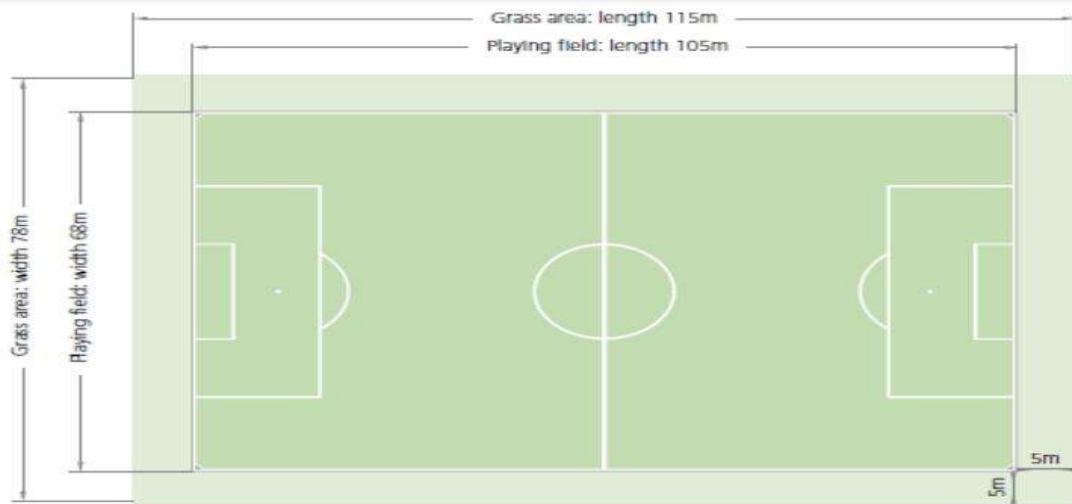 Grass area: length 115m
Playing field: length 105m
Grass area: width 78m
Playing field: width 68m
5m
5m